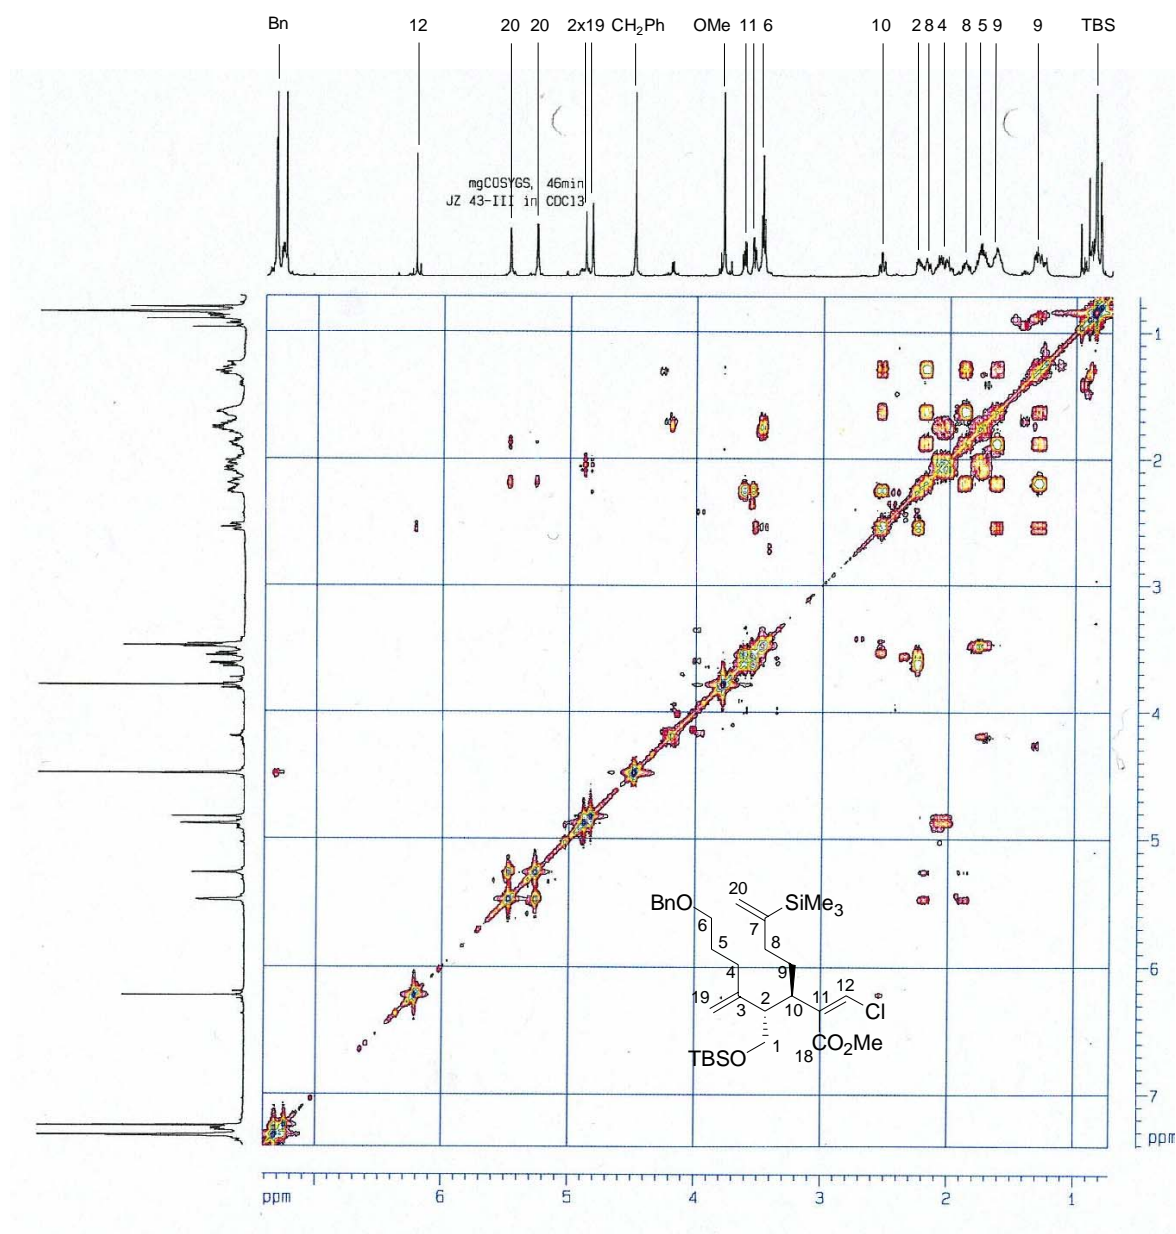 Bn 12 20 20 2x19 CH2Ph OMe 11 6 10 2 8 4 8 5 9 9 TBS
mgCOSYGS, 46min
JZ 43-III in CDCl3
1
2
3
4
5
6
7
ppm
20
BnO
SiMe3
7
6
8
5
9
4
12
19
2
11
3
10
Cl
1
CO2Me
18
TBSO
ppm 6 5 4 3 2 1